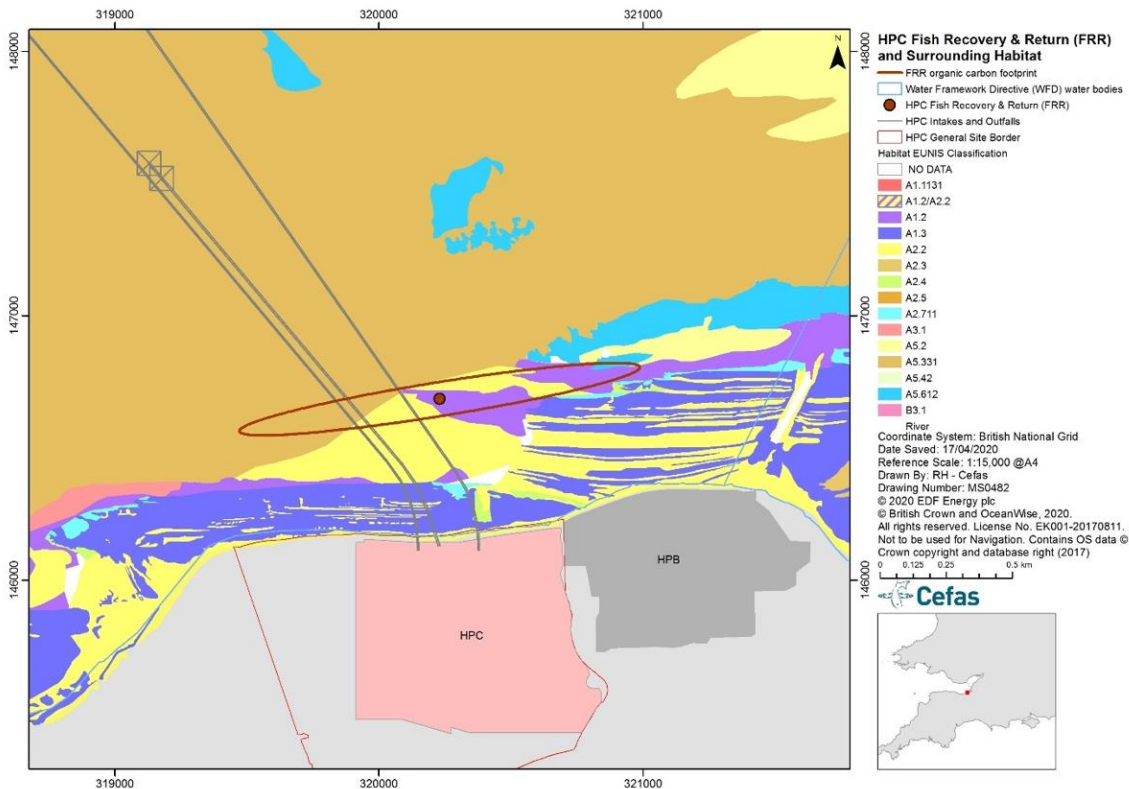 319000 320000 321000
148000
147000
146000
N
HPC
HPB
319000 320000 321000
148000
147000
146000
HPC Fish Recovery & Return (FRR)
and Surrounding Habitat
FRR organic carbon footprint
Water Framework Directive (WFD) water bodies
HPC Fish Recovery & Return (FRR)
HPC Intakes and Outfalls
HPC General Site Border
Habitat EUNIS Classification
NO DATA
A1.1131
A1.2/A2.2
A1.2
A1.3
A2.2
A2.3
A2.4
A2.5
A2.711
A3.1
A5.2
A5.331
A5.42
A5.612
B3.1
River
Coordinate System: British National Grid
Date Saved: 17/04/2020
Reference Scale: 1:15,000 @A4
Drawn By: RH - Cefas
Drawing Number: MS0482
© 2020 EDF Energy plc
© British Crown and OceanWise, 2020.
All rights reserved. License No. EK001-20170811.
Not to be used for Navigation. Contains OS data ©
Crown copyright and database right (2017)
0 0.125 0.25 0.5 km
Cefas